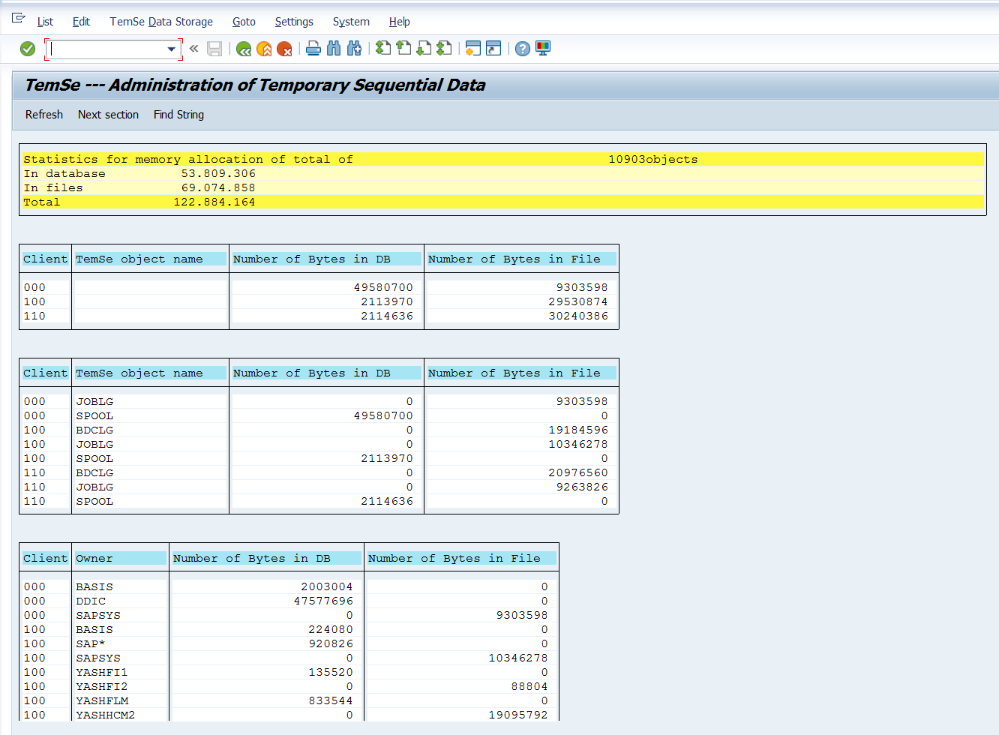 List Edit TemSe Data Storage Goto Settings System Help
TemSe --- Administration of Temporary Sequential Data
Refresh Next section Find String
Statistics for memory allocation of total of 10903objects
In database 53.809.306
In files 69.074.858
Total 122.884.164
Client TemSe object name Number of Bytes in DB Number of Bytes in File
000 49580700 9303598
100 2113970 29530874
110 2114636 30240386
Client TemSe object name Number of Bytes in DB Number of Bytes in File
000 JOBLG 0 9303598
000 SPOOL 49580700 0
100 BDCLG 0 19184596
100 JOBLG 0 10346278
100 SPOOL 2113970 0
110 BDCLG 0 20976560
110 JOBLG 0 9263826
110 SPOOL 2114636 0
Client Owner Number of Bytes in DB Number of Bytes in File
000 BASIS 2003004 0
000 DDIC 47577696 0
000 SAPSYS 0 9303598
100 BASIS 224080 0
100 SAP* 920826 0
100 SAPSYS 0 10346278
100 YASHFI1 135520 0
100 YASHFI2 0 88804
100 YASHFLM 833544 0
100 YASHHCM2 0 19095792